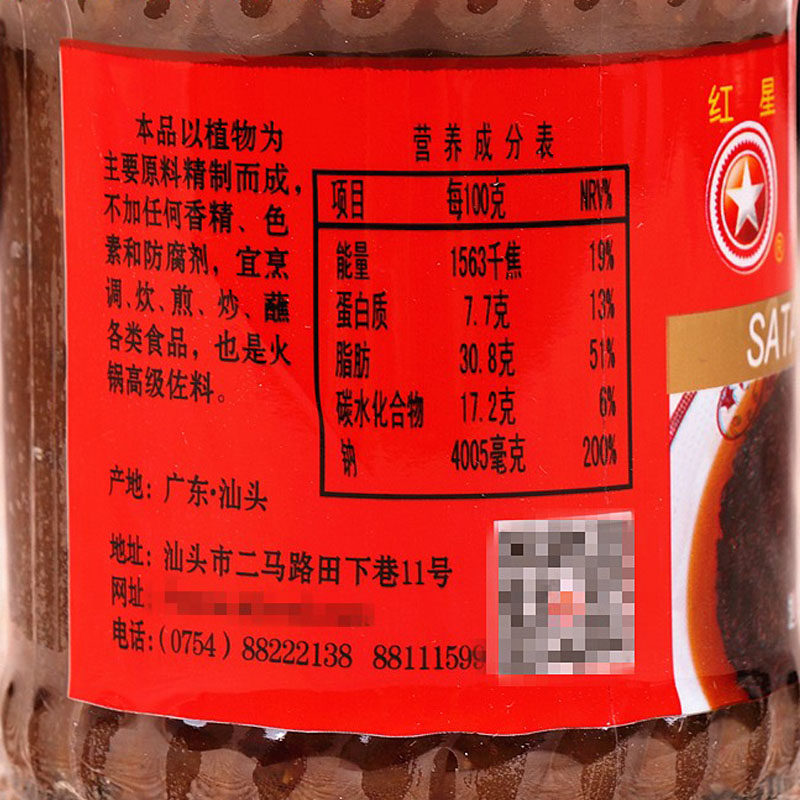 本品以植物为
主要原料精制而成，
不加任何香精、色
素和防腐剂，宜烹
调、炊、煎、炒、蘸
各类食品，也是火
锅高级佐料。
产地：广东·汕头
地址：汕头市二马路田下巷11号
网址：
电话：（0754）88222138 88111599
营养成分表
项目 每100克 NRV%
能量 1563千焦 19%
蛋白质 7.7克 13%
脂肪 30.8克 51%
碳水化合物 17.2克 6%
钠 4005毫克 200%
红星
®
SAT